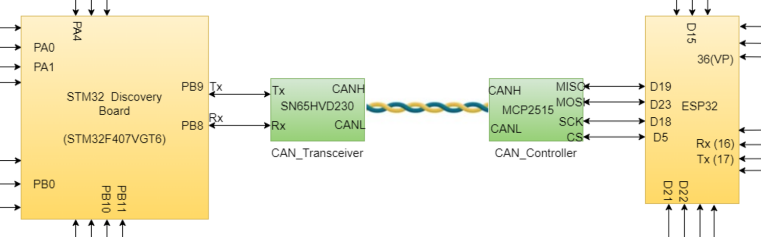 PA4
PA0
PA1
STM32 Discovery
Board
(STM32F407VGT6)
PB9
Tx
PB8
Rx
PB0
PB10
PB11
Tx
CANH
SN65HVD230
Rx
CANL
CAN_Transceiver
CANH
MISO
MOSI
MCP2515
SCK
CANL
CS
CAN_Controller
D15
36(VP)
D19
D23
ESP32
D18
D5
Rx (16)
Tx (17)
D21
D22